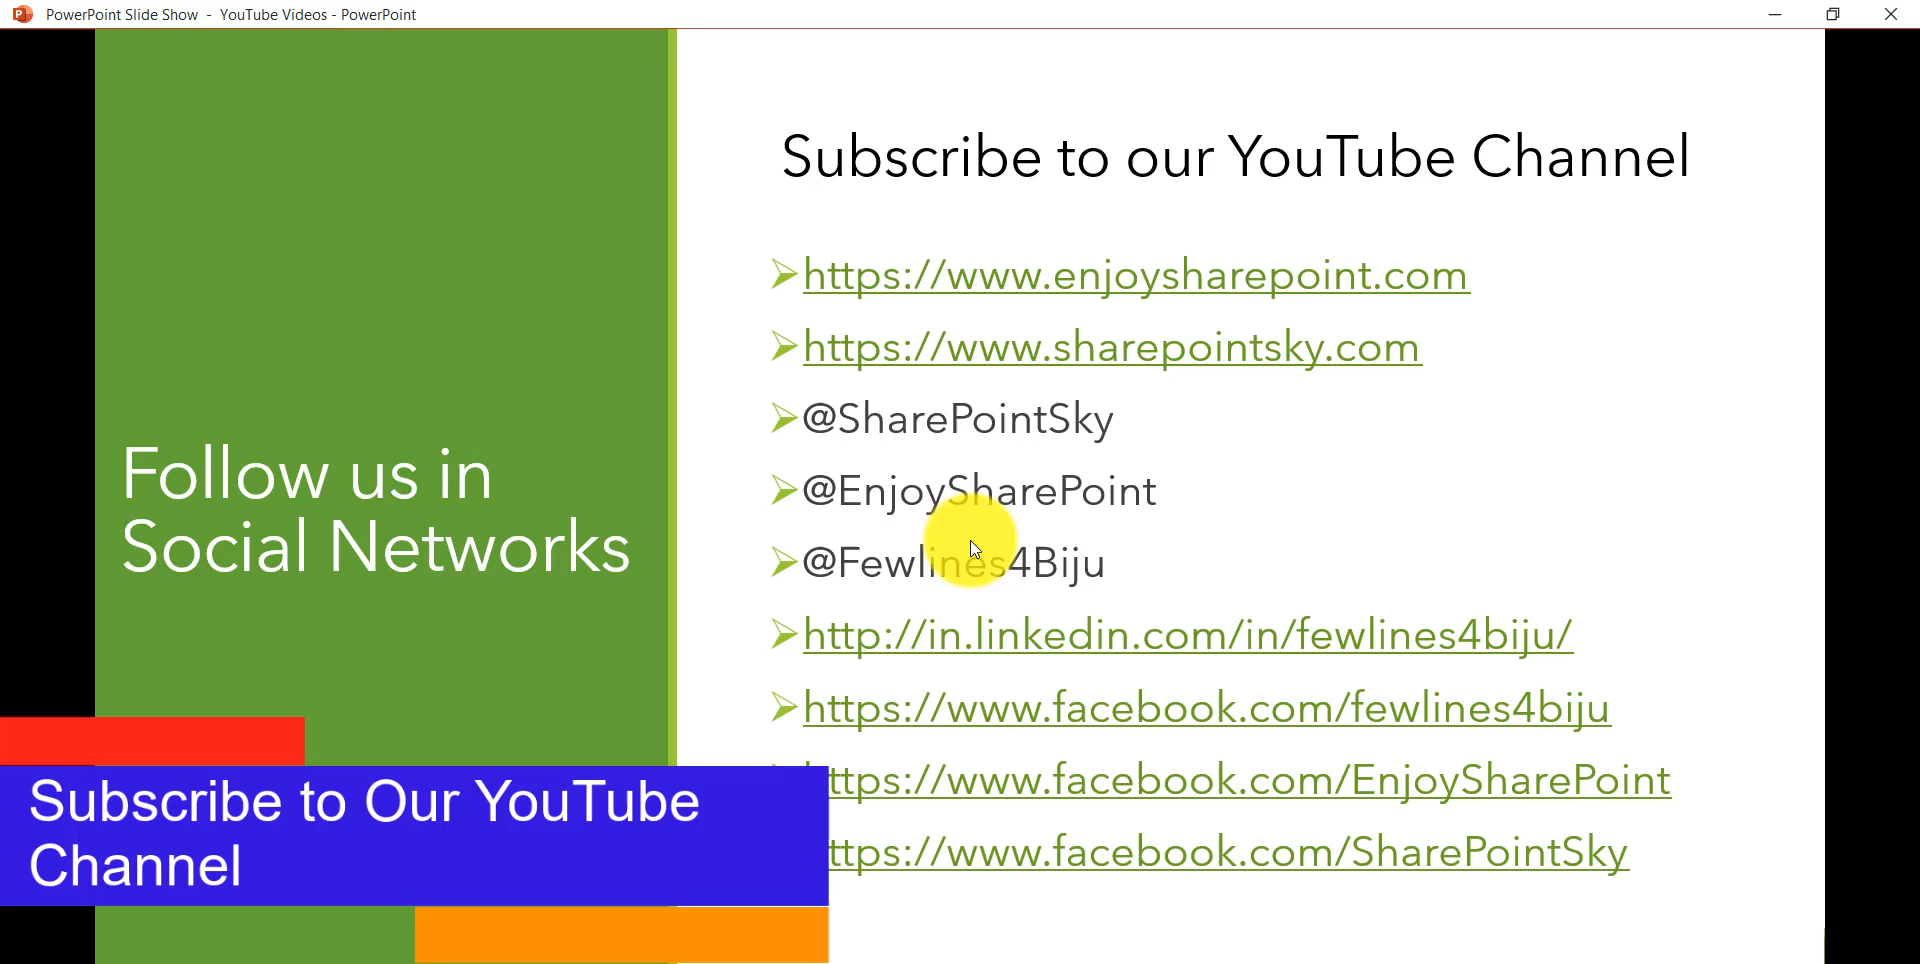 PowerPoint Slide Show - YouTube Videos - PowerPoint
Subscribe to our YouTube Channel
https://www.enjoysharepoint.com
https://www.sharepointsky.com
@SharePointSky
@EnjoySharePoint
@Fewlines4Biju
http://in.linkedin.com/in/fewlines4biju/
https://www.facebook.com/fewlines4biju
ttps://www.facebook.com/EnjoySharePoint
ttps://www.facebook.com/SharePointSky
Follow us in
Social Networks
Subscribe to Our YouTube
Channel